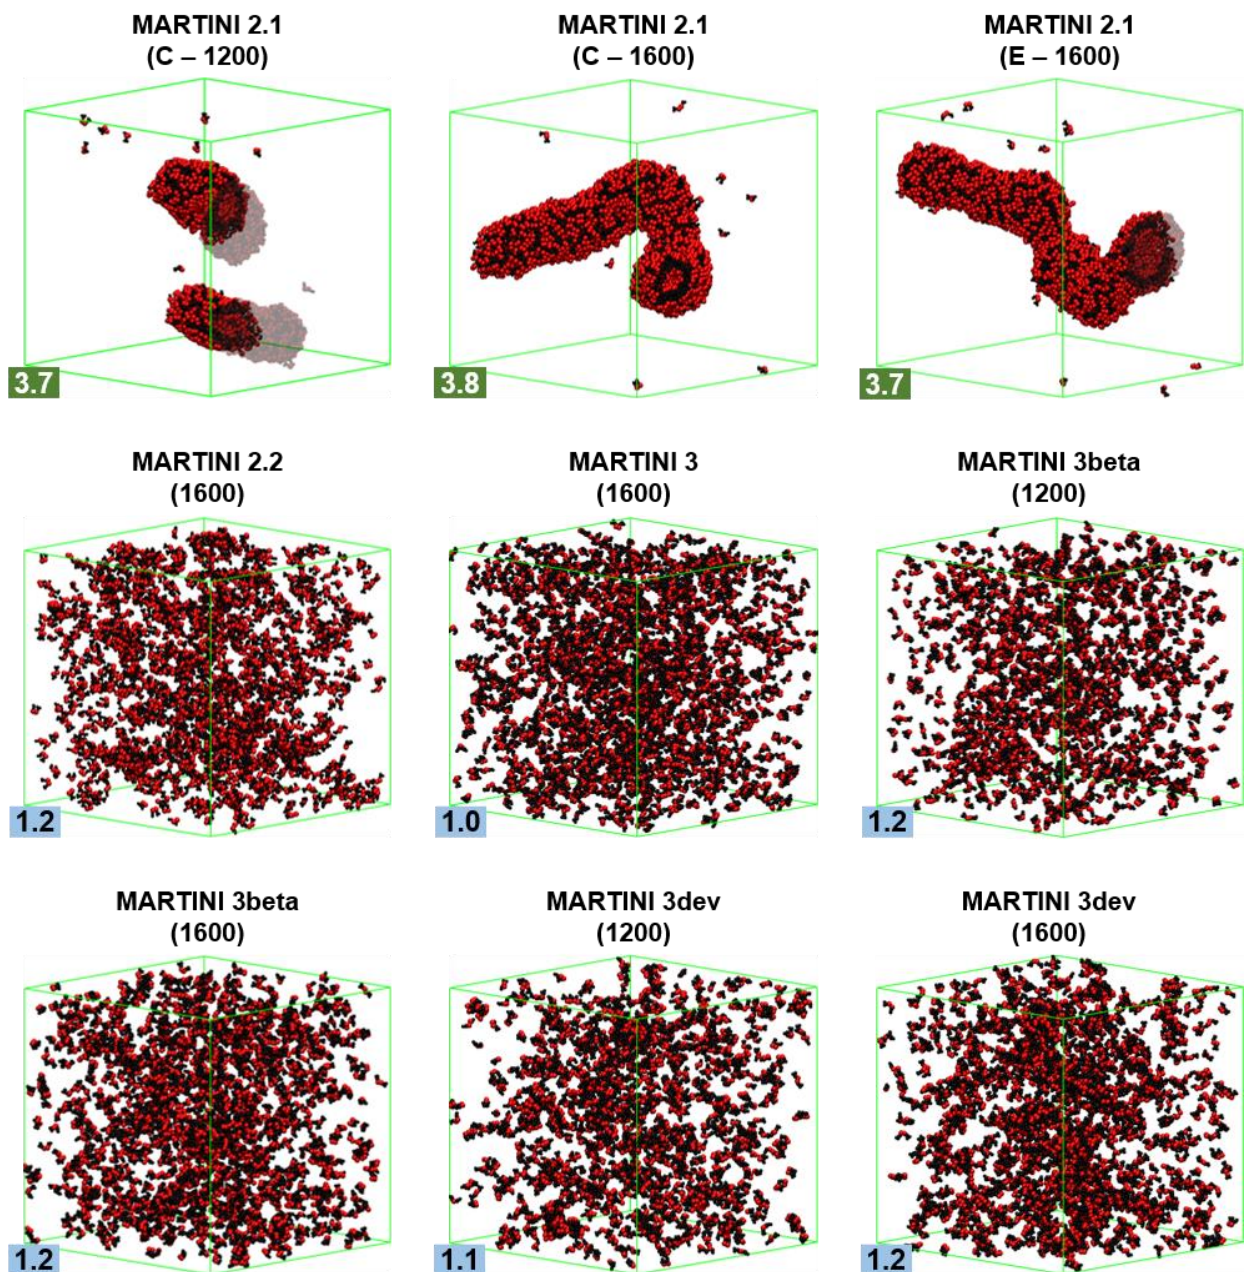 MARTINI 2.1
(C – 1200)
MARTINI 2.1
(C – 1600)
MARTINI 2.1
(E – 1600)
3.7
3.8
3.7
MARTINI 2.2
(1600)
MARTINI 3
(1600)
MARTINI 3beta
(1200)
1.2
1.0
1.2
MARTINI 3beta
(1600)
MARTINI 3dev
(1200)
MARTINI 3dev
(1600)
1.2
1.1
1.2